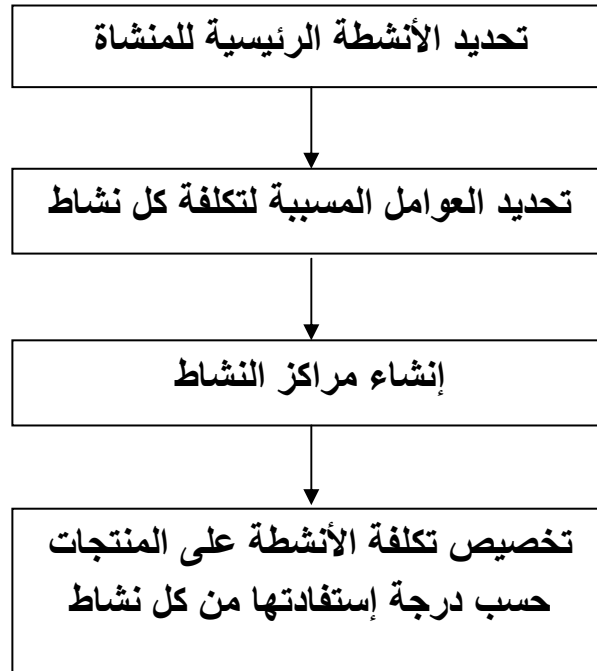 تحديد الأنشطة الرئيسية للمنشاة
تحديد العوامل المسببة لتكلفة كل نشاط
إنشاء مراكز النشاط
تخصيص تكلفة الأنشطة على المنتجات
حسب درجة إستفادتها من كل نشاط